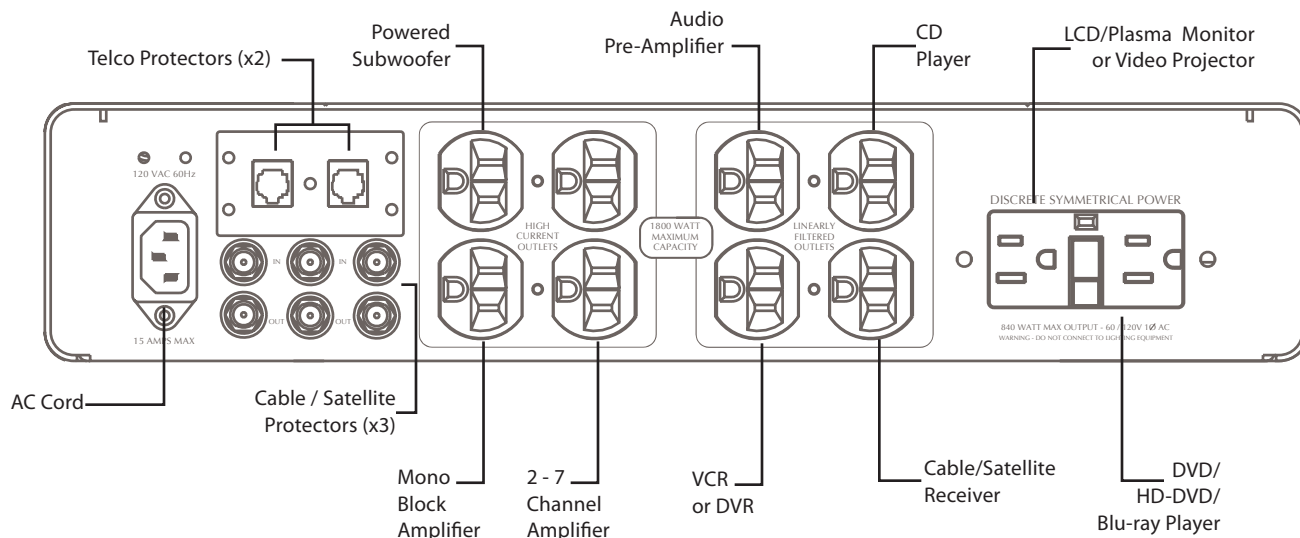 Powered
Subwoofer
Audio
Pre-Amplifier
CD
Player
LCD/Plasma Monitor
or Video Projector
Telco Protectors (x2)
120 VAC 60Hz
DISCRETE SYMMETRICAL POWER
HIGH
CURRENT
OUTLETS
1800 WATT
MAXIMUM
CAPACITY
LINEARLY
FILTERED
OUTLETS
IN
IN
OUT
OUT
15 AMPS MAX
840 WATT MAX OUTPUT - 60 / 120V 1Ø AC
WARNING - DO NOT CONNECT TO LIGHTING EQUIPMENT
AC Cord
Cable / Satellite
Protectors (x3)
Mono
Block
Amplifier
2 - 7
Channel
Amplifier
VCR
or DVR
Cable/Satellite
Receiver
DVD/
HD-DVD/
Blu-ray Player